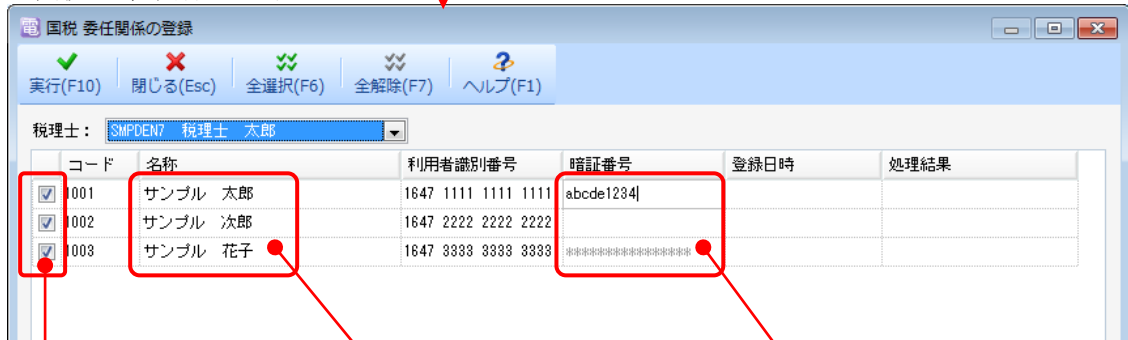 電 国税 委任関係の登録
実行(F10) 閉じる(Esc) 全選択(F6) 全解除(F7) ヘルプ(F1)
税理士： SMPDEN7 税理士 太郎
コード 名称 利用者識別番号 暗証番号 登録日時 処理結果
1001 サンプル 太郎 1647 1111 1111 1111 abcde1234
1002 サンプル 次郎 1647 2222 2222 2222
1003 サンプル 花子 1647 3333 3333 3333 ****************